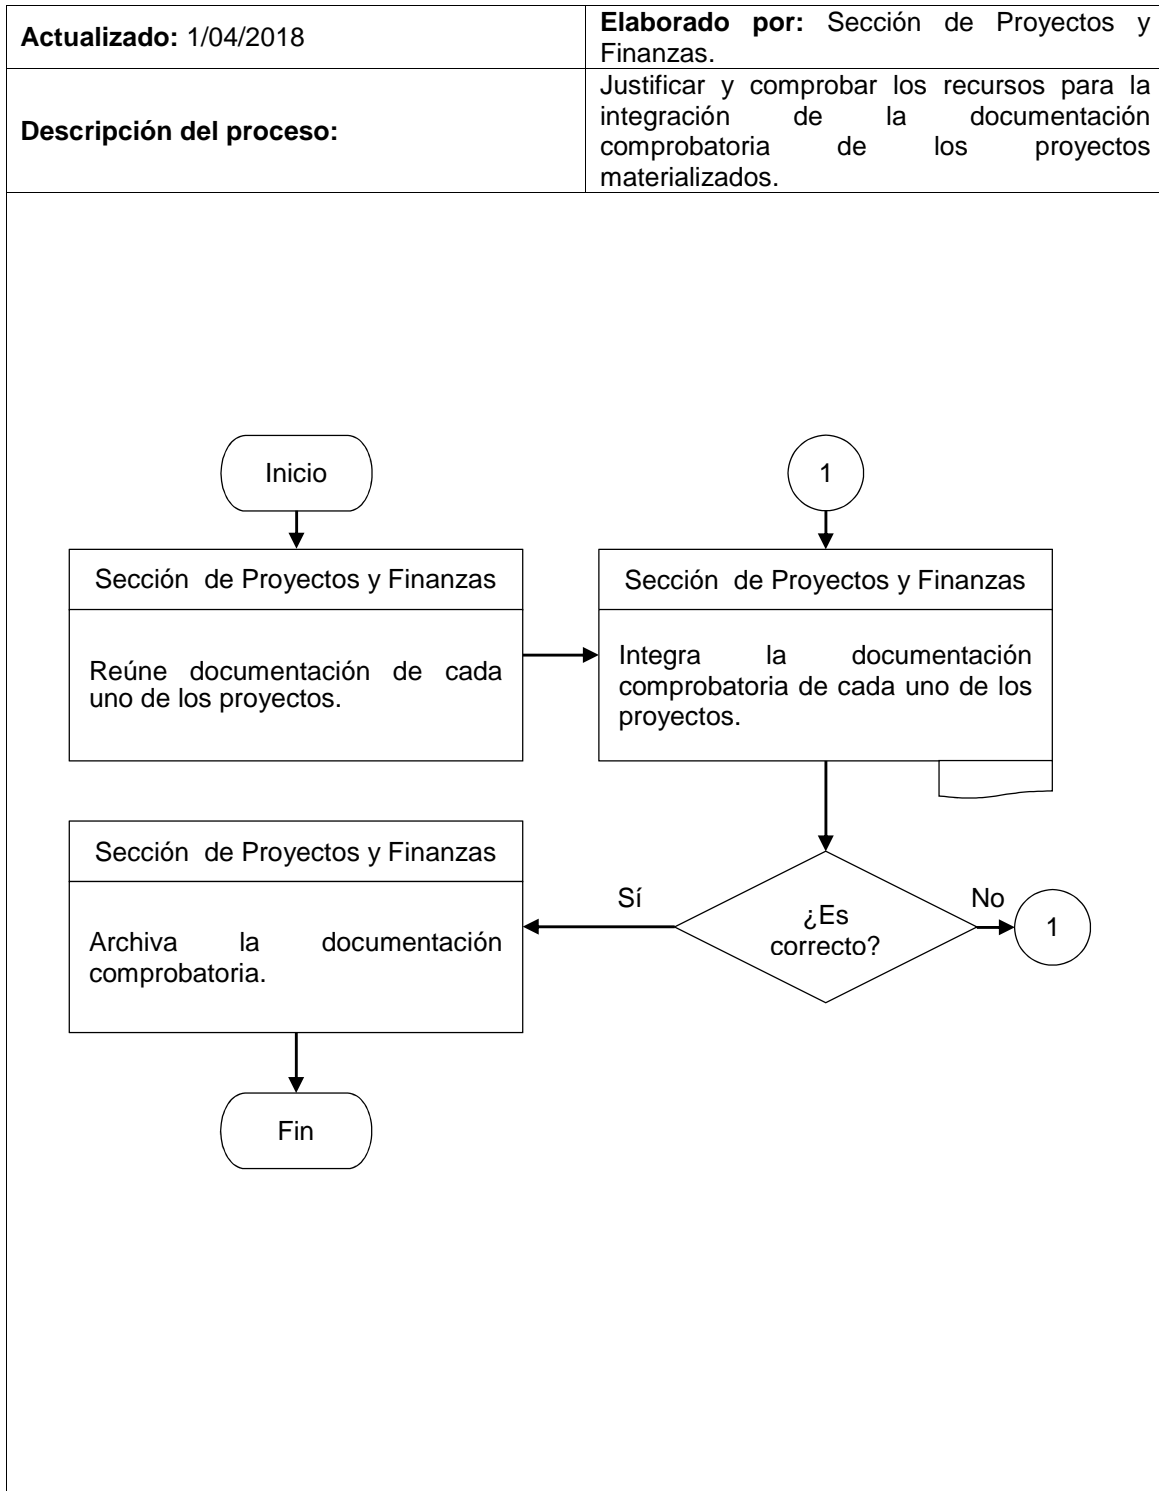 Actualizado: 1/04/2018
Elaborado por: Sección de Proyectos y
Finanzas.
Descripción del proceso:
Justificar y comprobar los recursos para la
integración de la documentación
comprobatoria de los proyectos
materializados.
Inicio
1
Sección de Proyectos y Finanzas
Reúne documentación de cada
uno de los proyectos.
Sección de Proyectos y Finanzas
Integra la documentación
comprobatoria de cada uno de los
proyectos.
Sección de Proyectos y Finanzas
Archiva la documentación
comprobatoria.
Sí
¿Es
correcto?
No
1
Fin